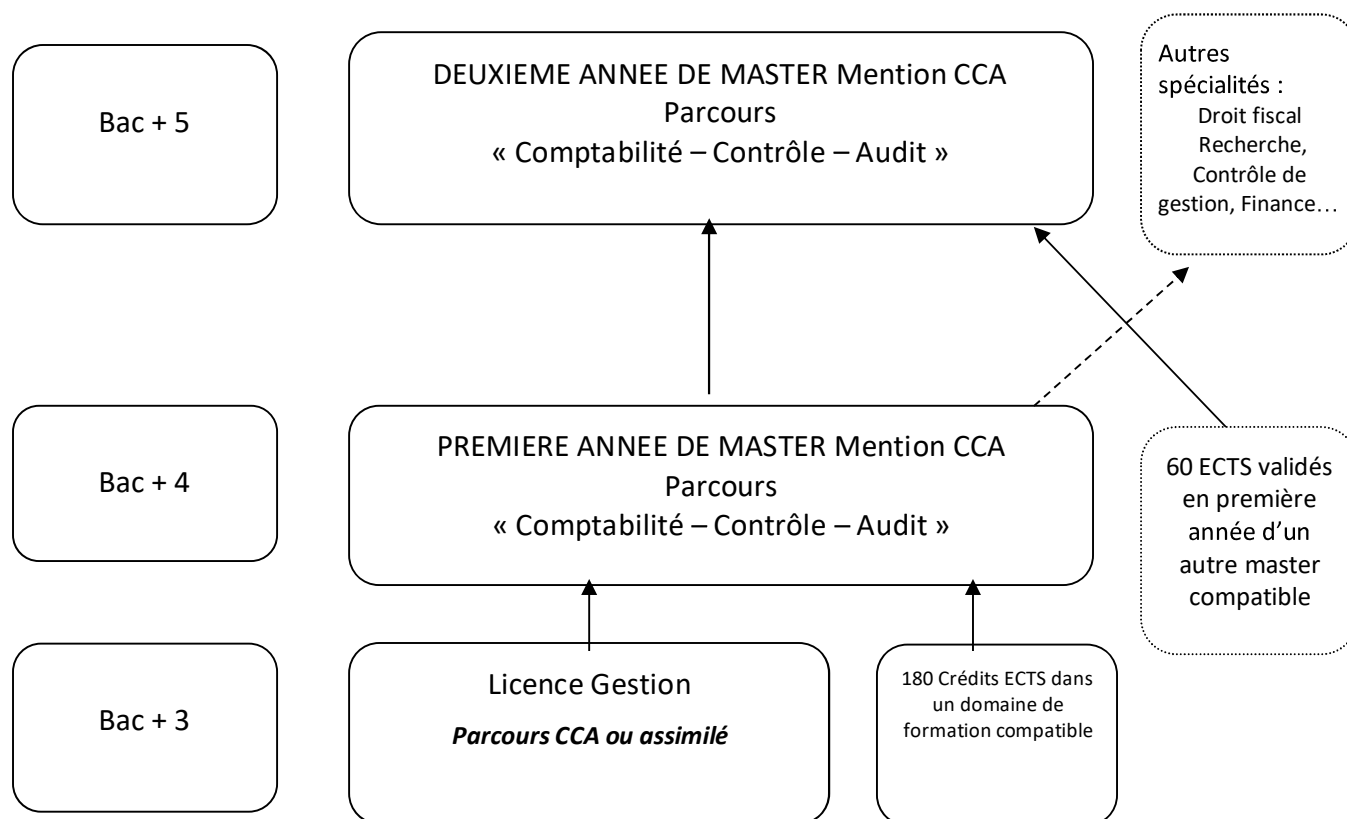 Bac + 5
DEUXIEME ANNEE DE MASTER Mention CCA
Parcours
« Comptabilité – Contrôle – Audit »
Autres
spécialités :
Droit fiscal
Recherche,
Contrôle de
gestion, Finance…
Bac + 4
PREMIERE ANNEE DE MASTER Mention CCA
Parcours
« Comptabilité – Contrôle – Audit »
60 ECTS validés
en première
année d’un
autre master
compatible
Bac + 3
Licence Gestion
Parcours CCA ou assimilé
180 Crédits ECTS dans
un domaine de
formation compatible